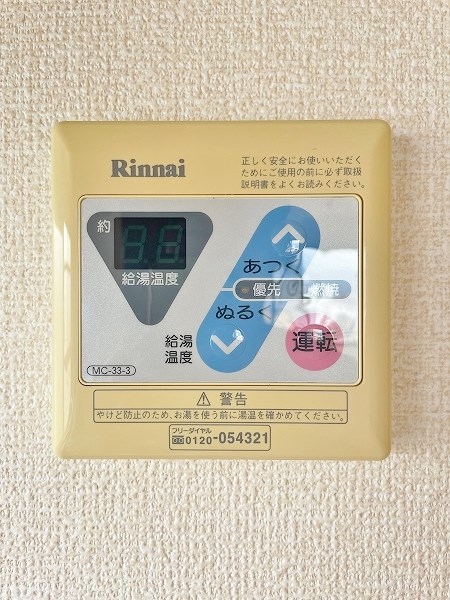 Rinnai
正しく安全にお使いいただく
ためにご使用の前に必ず取扱
説明書をよくお読みください。
約
給湯温度
あつく
優先 燃焼
ぬるく
給湯
温度
運転
MC-33-3
警告
やけど防止のため、お湯を使う前に湯温を確かめてください。
フリーダイヤル
0120-054321